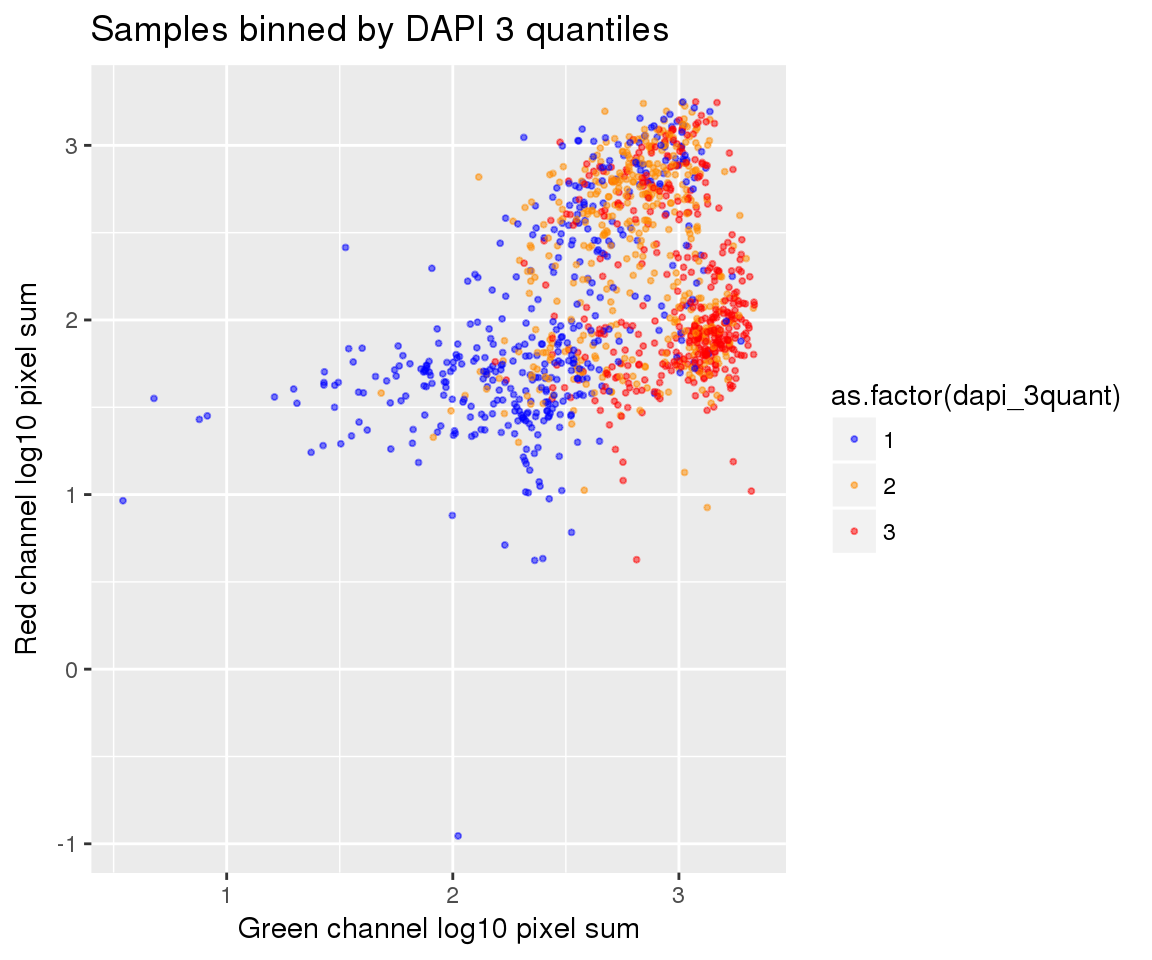 Samples binned by DAPI 3 quantiles
Red channel log10 pixel sum
3
2
1
0
-1
1
2
3
Green channel log10 pixel sum
as.factor(dapi_3quant)
1
2
3